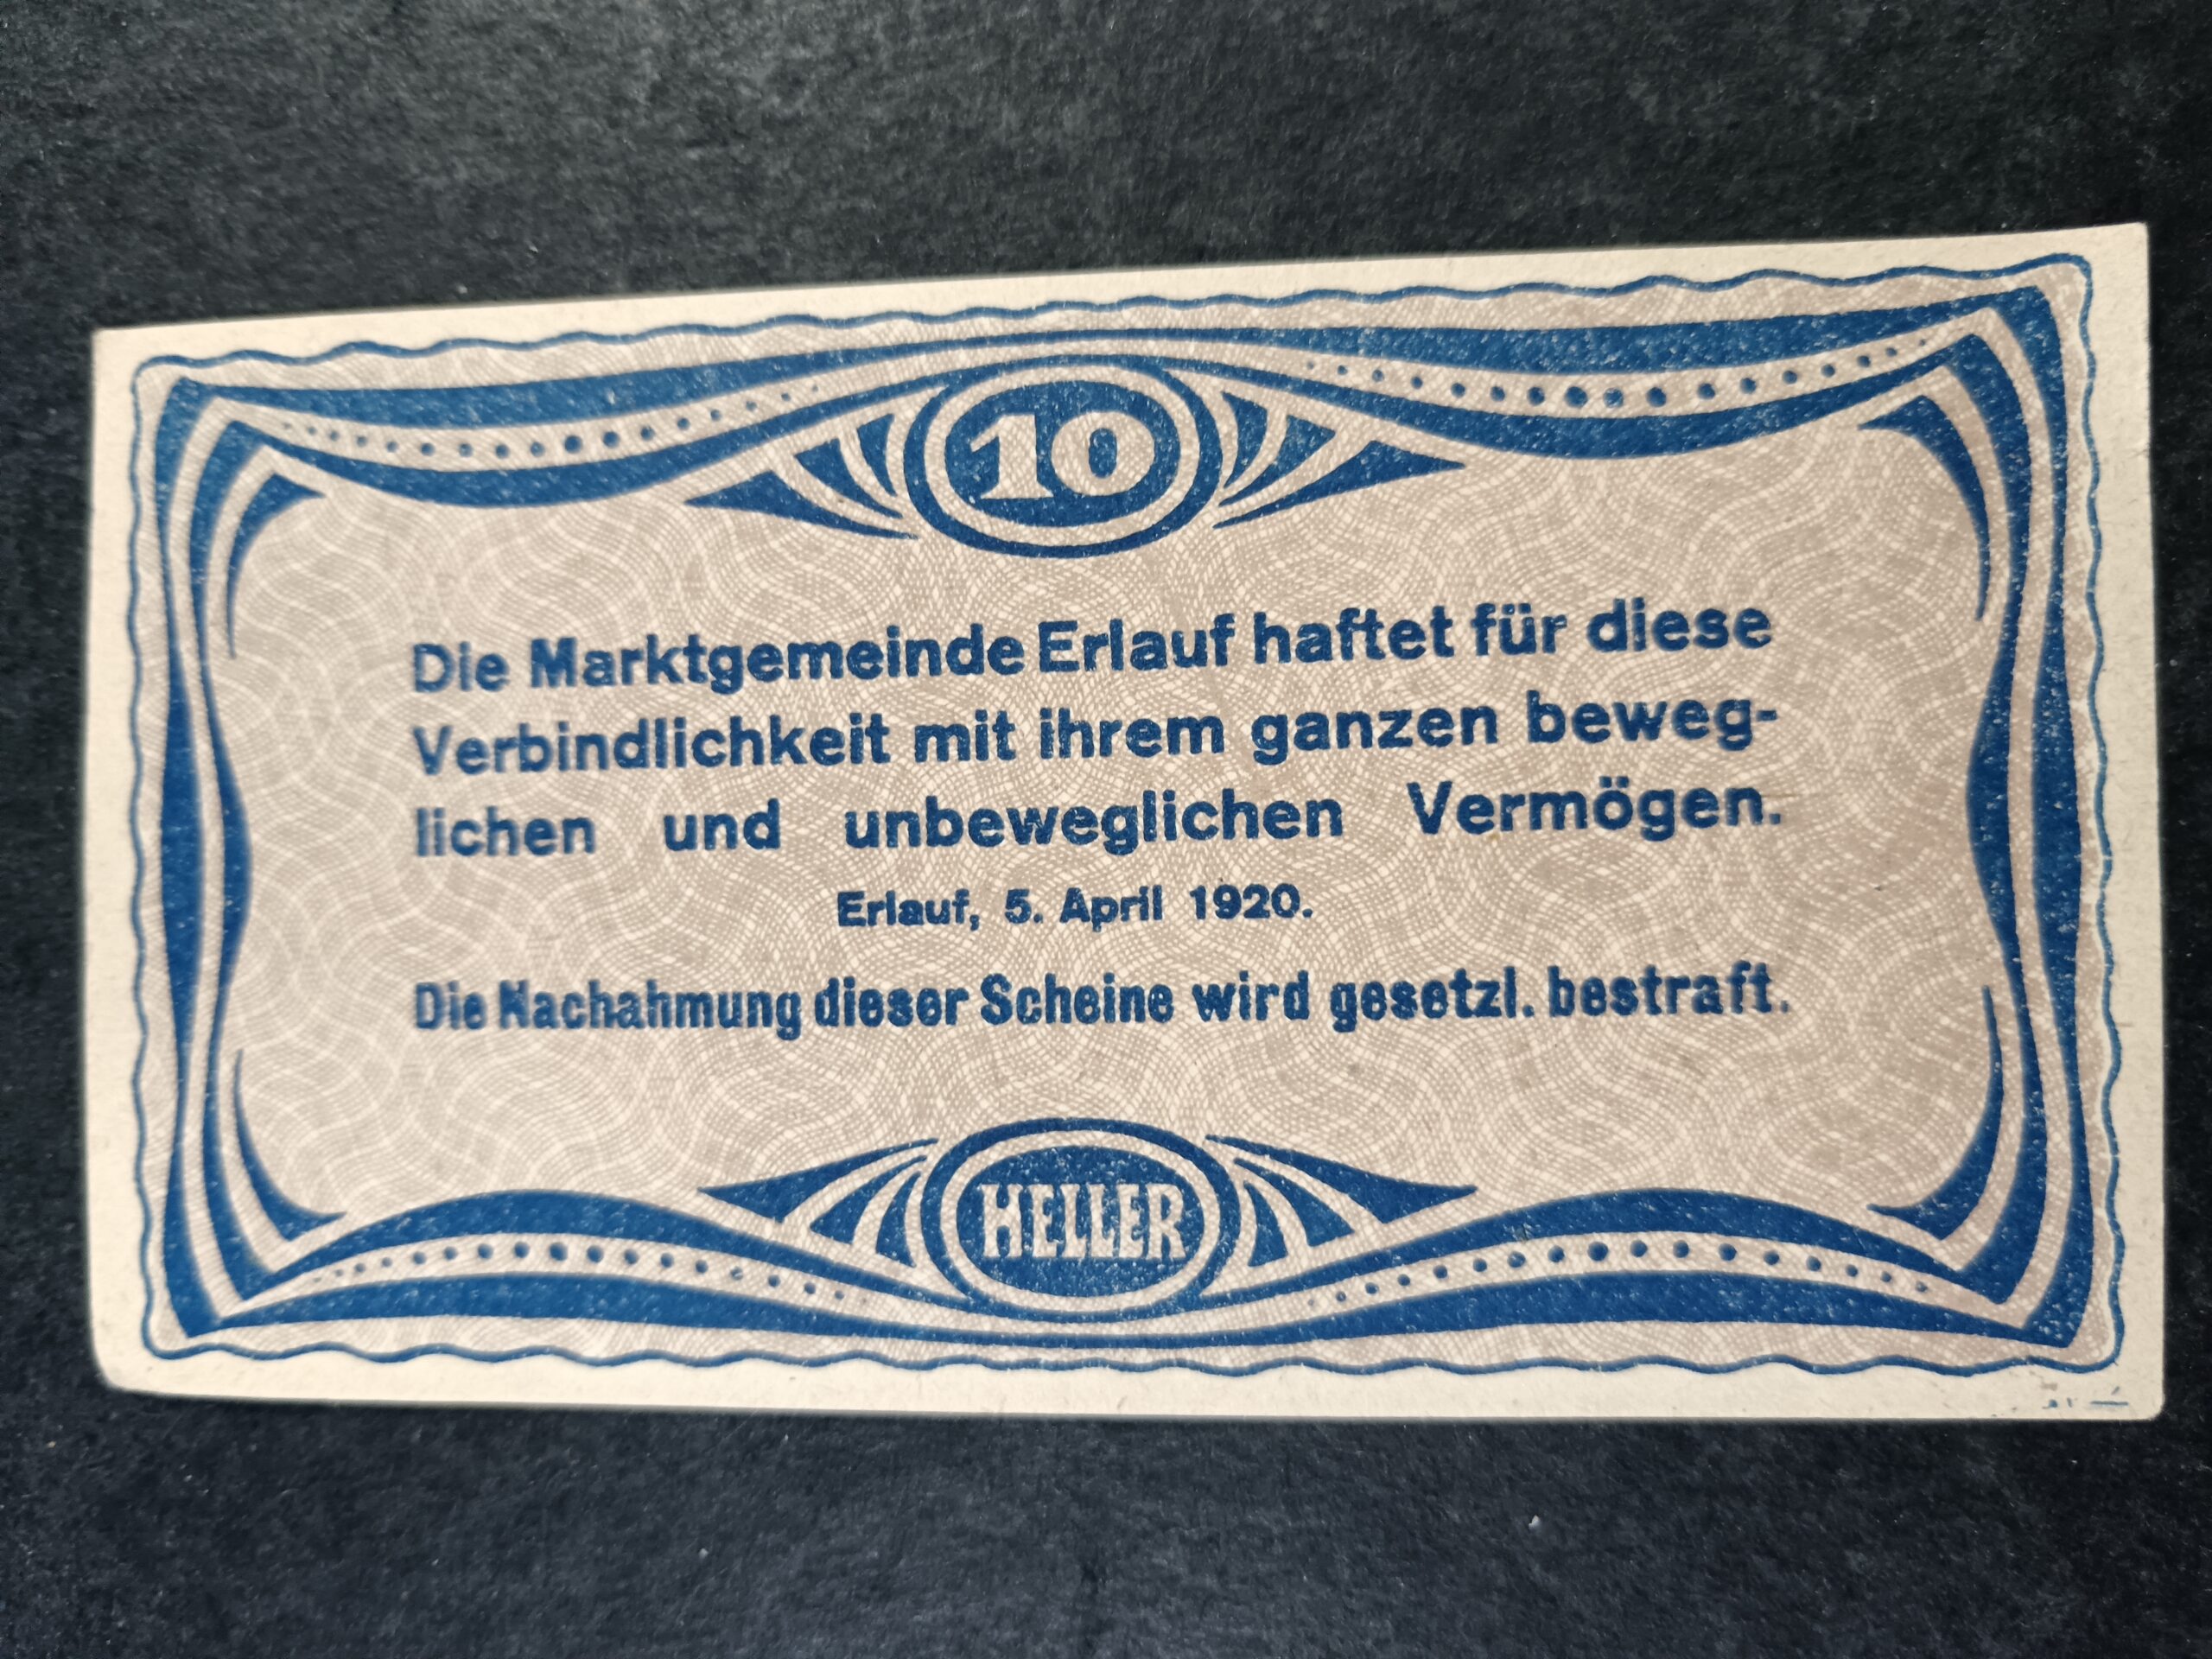 10
Die Marktgemeinde Erlauf haftet für diese
Verbindlichkeit mit ihrem ganzen beweg-
lichen und unbeweglichen Vermögen.
Erlauf, 5. April 1920.
Die Nachahmung dieser Scheine wird gesetzl. bestraft.
HELLER